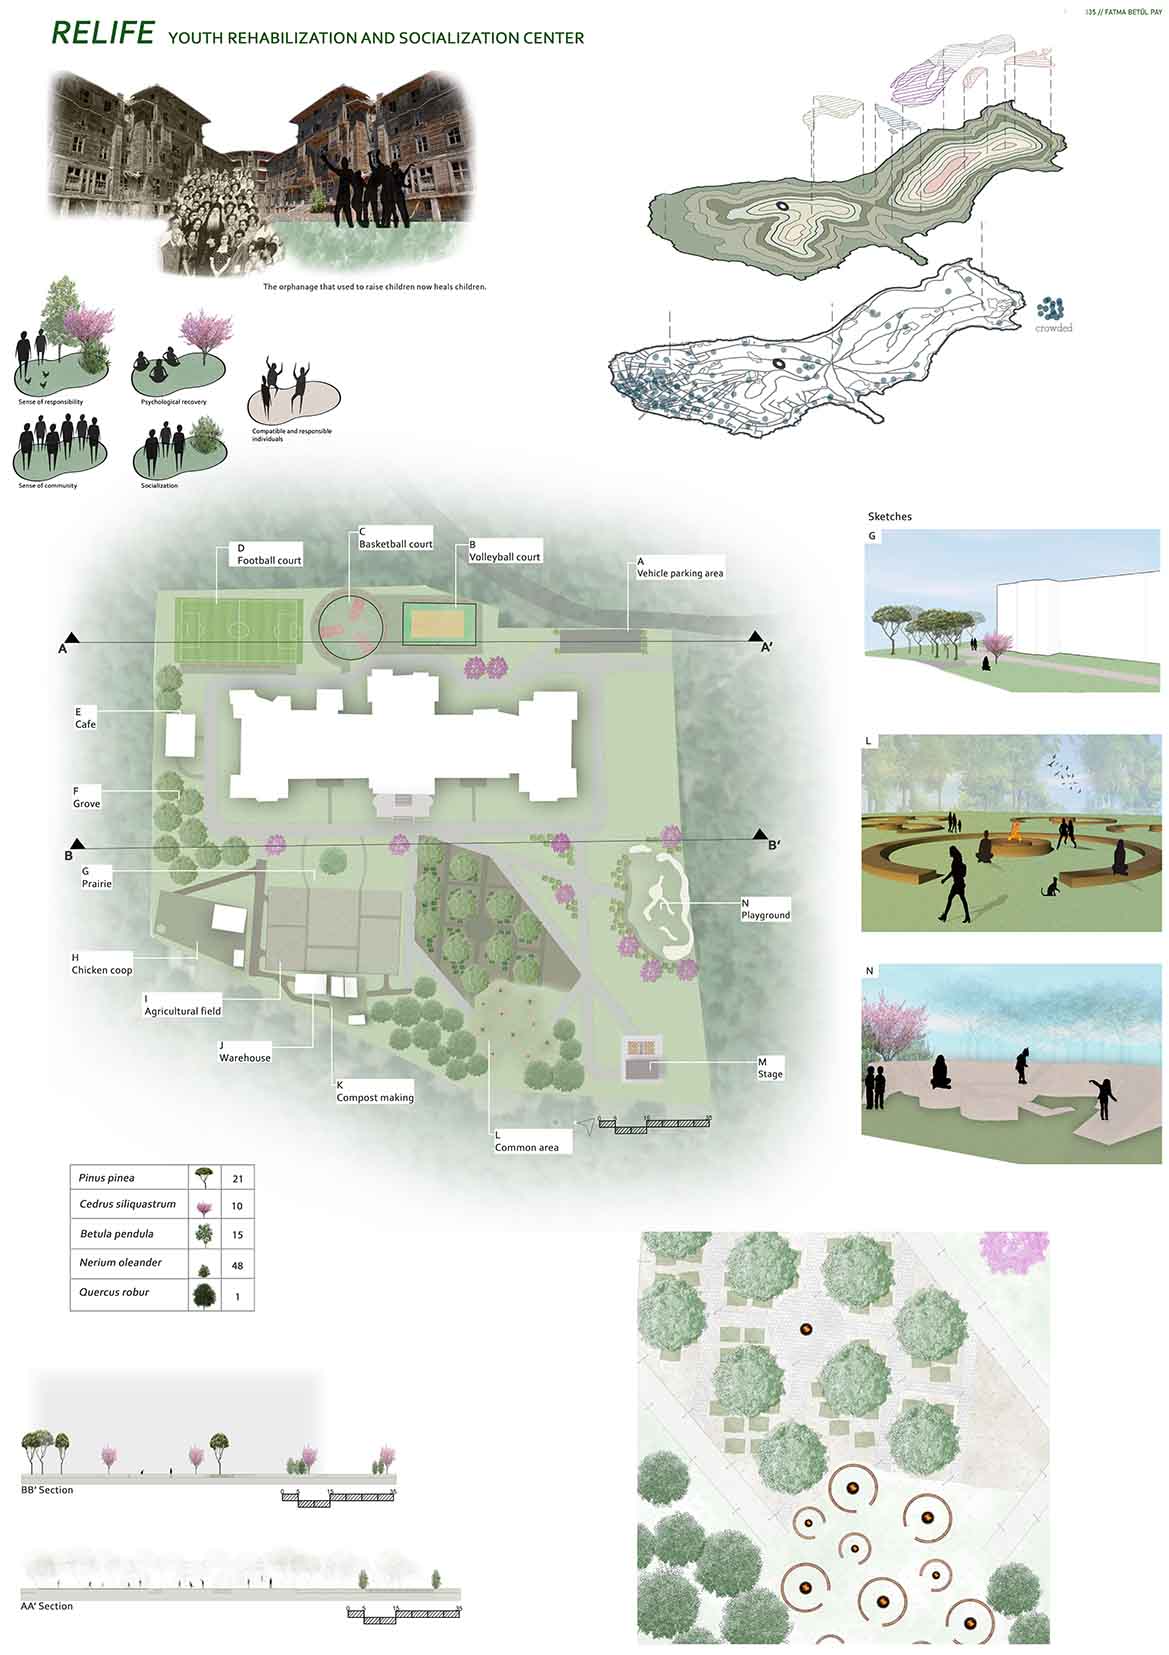 135 // FATMA BETÜL PAY
RELIFE YOUTH REHABILIZATION AND SOCIALIZATION CENTER
The orphanage that used to raise children now heals children.
crowded
Sense of responsibility
Psychological recovery
Compatible and responsible
individuals
Sense of community
Socialization
D
Football court
C
Basketball court
B
Volleyball court
A
Vehicle parking area
A
A'
E
Cafe
F
Grove
B
B'
G
Prairie
N
Playground
H
Chicken coop
I
Agricultural field
J
Warehouse
K
Compost making
L
Common area
M
Stage
0 5 15 35
Sketches
G
L
N
Pinus pinea 21
Cedrus siliquastrum 10
Betula pendula 15
Nerium oleander 48
Quercus robur 1
BB' Section
0 5 15 35
AA' Section
0 5 15 35